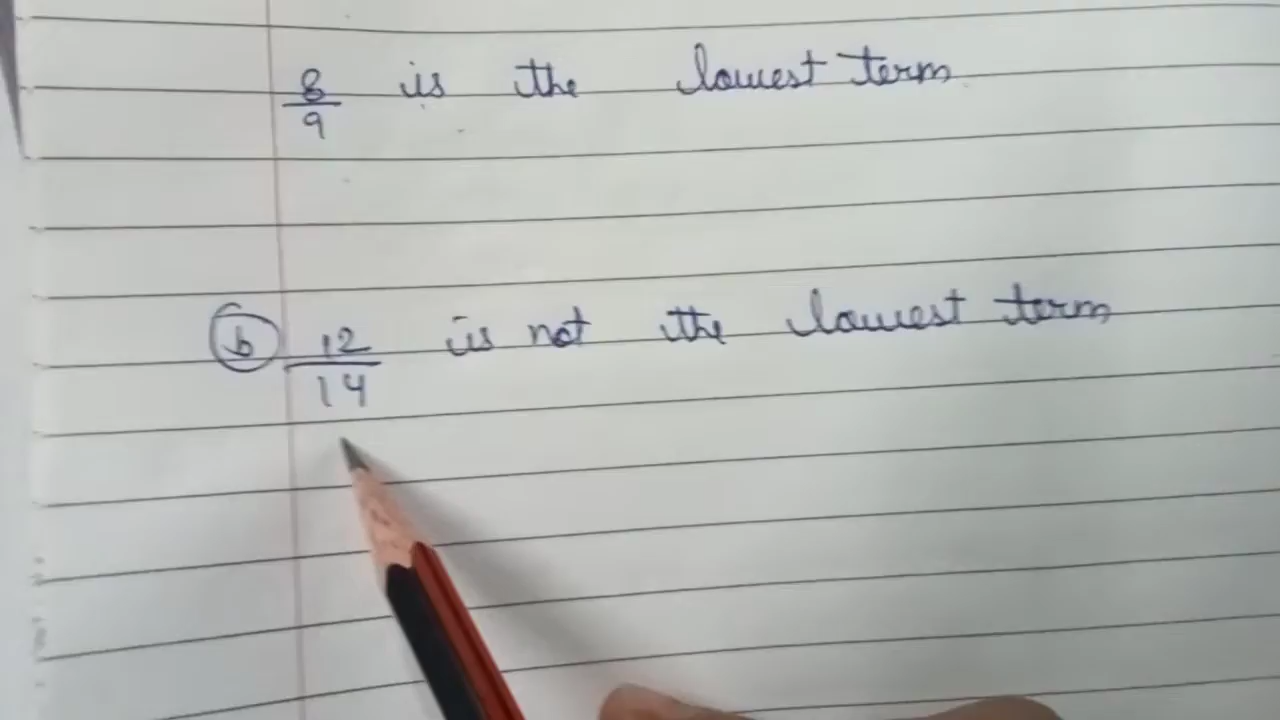 8/9 is the lowest term
(b) 12/14 is not the lowest term